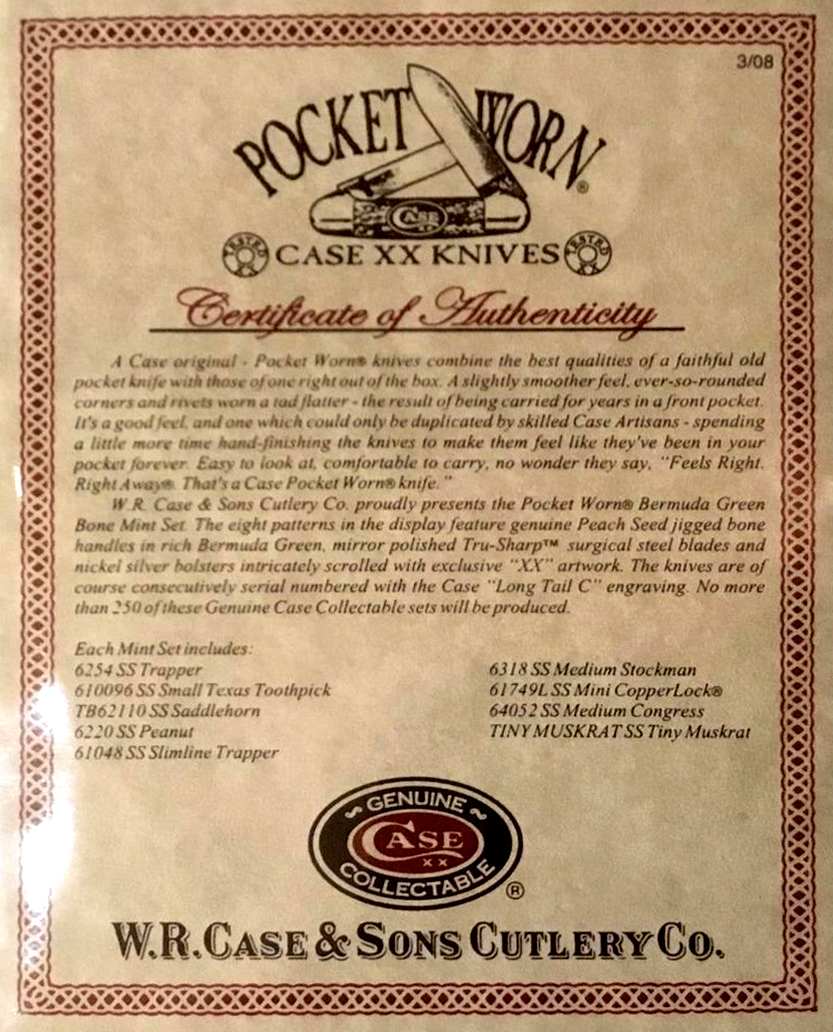 3/08
POCKET WORN®
CASE
TESTED XX CASE XX KNIVES TESTED XX
Certificate of Authenticity
A Case original - Pocket Worn® knives combine the best qualities of a faithful old
pocket knife with those of one right out of the box. A slightly smoother feel, ever-so-rounded
corners and rivets worn a tad flatter - the result of being carried for years in a front pocket.
It's a good feel, and one which could only be duplicated by skilled Case Artisans - spending
a little more time hand-finishing the knives to make them feel like they've been in your
pocket forever. Easy to look at, comfortable to carry, no wonder they say, "Feels Right.
Right Away®. That's a Case Pocket Worn® knife."
W.R. Case & Sons Cutlery Co. proudly presents the Pocket Worn® Bermuda Green
Bone Mint Set. The eight patterns in the display feature genuine Peach Seed jigged bone
handles in rich Bermuda Green, mirror polished Tru-Sharp™ surgical steel blades and
nickel silver bolsters intricately scrolled with exclusive "XX" artwork. The knives are of
course consecutively serial numbered with the Case "Long Tail C" engraving. No more
than 250 of these Genuine Case Collectable sets will be produced.
Each Mint Set includes:
6254 SS Trapper
610096 SS Small Texas Toothpick
TB62110 SS Saddlehorn
6220 SS Peanut
61048 SS Slimline Trapper
6318 SS Medium Stockman
61749L SS Mini CopperLock®
64052 SS Medium Congress
TINY MUSKRAT SS Tiny Muskrat
~ GENUINE ~
CASE
XX
COLLECTABLE
®
W.R. CASE & SONS CUTLERY CO.